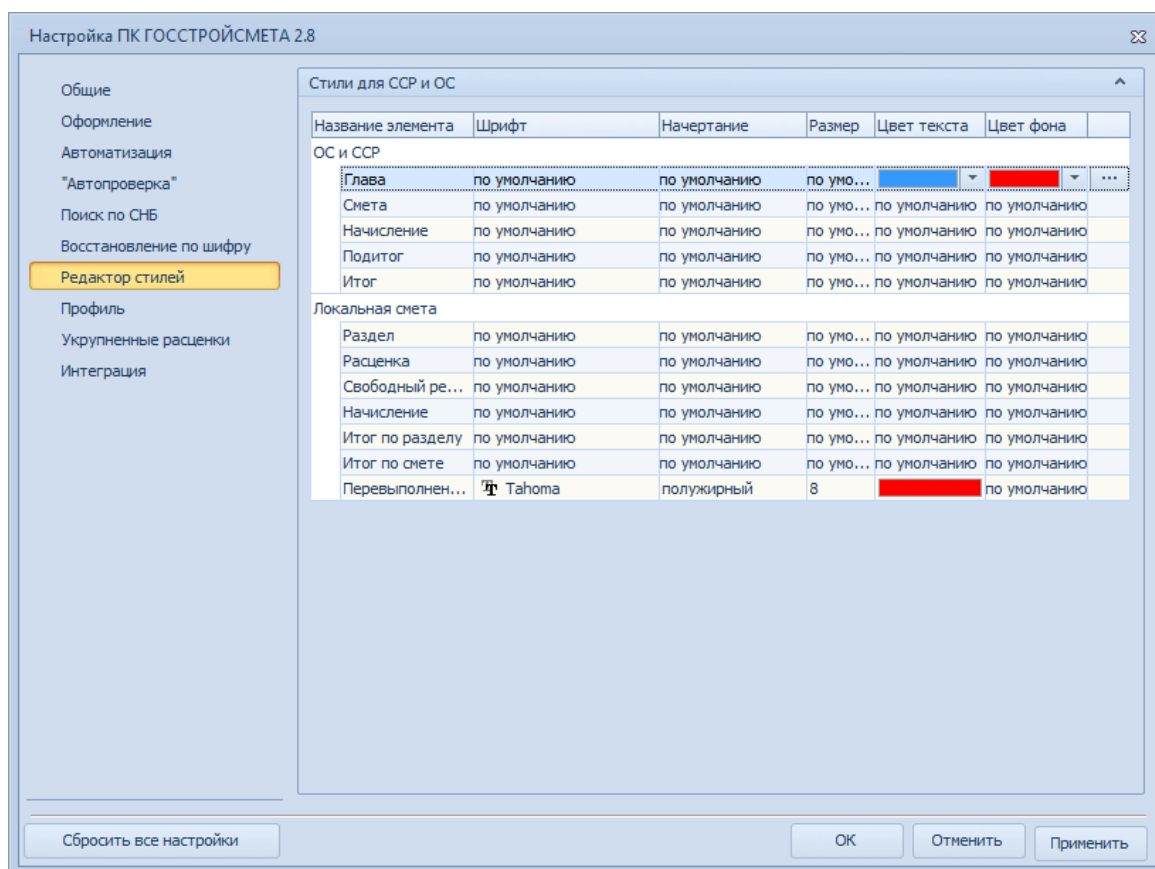 Настройка ПК ГОССТРОЙСМЕТА 2.8
Общие
Оформление
Автоматизация
"Автопроверка"
Поиск по СНБ
Восстановление по шифру
Редактор стилей
Профиль
Укрупненные расценки
Интеграция
Стили для ССР и ОС
Название элемента Шрифт Начертание Размер Цвет текста Цвет фона
ОС и ССР
Глава по умолчанию по умолчанию по умо... ...
Смета по умолчанию по умолчанию по умо... по умолчанию по умолчанию
Начисление по умолчанию по умолчанию по умо... по умолчанию по умолчанию
Подитог по умолчанию по умолчанию по умо... по умолчанию по умолчанию
Итог по умолчанию по умолчанию по умо... по умолчанию по умолчанию
Локальная смета
Раздел по умолчанию по умолчанию по умо... по умолчанию по умолчанию
Расценка по умолчанию по умолчанию по умо... по умолчанию по умолчанию
Свободный ре... по умолчанию по умолчанию по умо... по умолчанию по умолчанию
Начисление по умолчанию по умолчанию по умо... по умолчанию по умолчанию
Итог по разделу по умолчанию по умолчанию по умо... по умолчанию по умолчанию
Итог по смете по умолчанию по умолчанию по умо... по умолчанию по умолчанию
Перевыполнен... Tahoma полужирный 8 по умолчанию
Сбросить все настройки ОК Отменить Применить